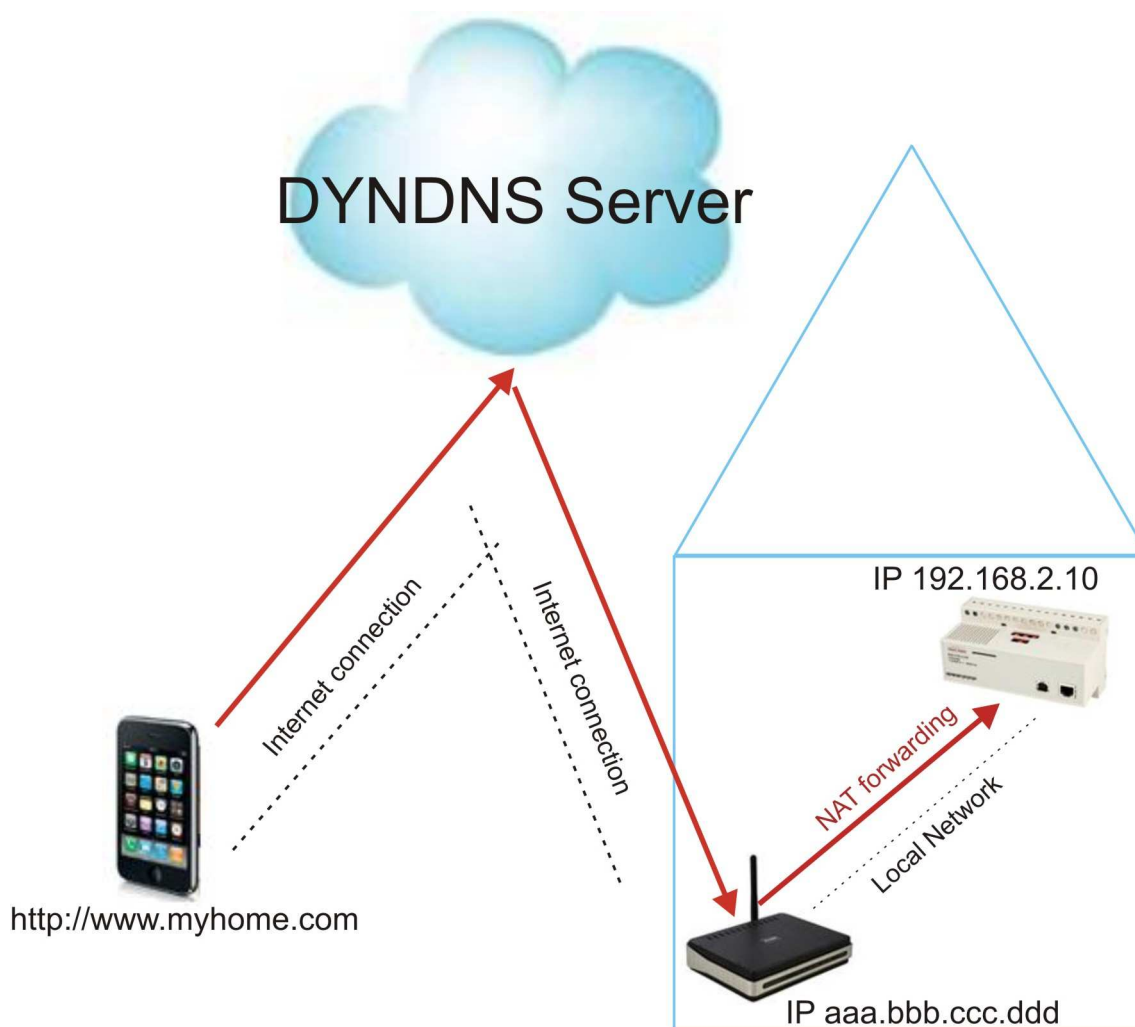 DYNDNS Server
Internet connection
Internet connection
IP 192.168.2.10
NAT forwarding
Local Network
http://www.myhome.com
IP aaa.bbb.ccc.ddd